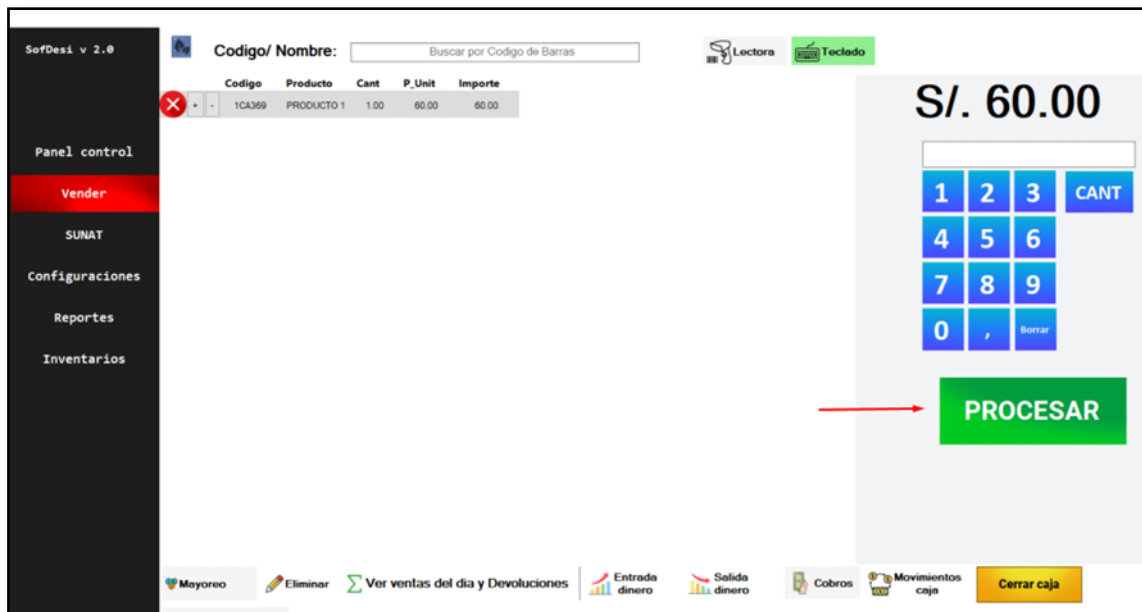 SofDesi v 2.0
Codigo/ Nombre:
Buscar por Codigo de Barras
Lectora
Teclado
Panel control
Vender
SUNAT
Configuraciones
Reportes
Inventarios
Codigo Producto Cant P_Unit Importe
+ - 1CA369 PRODUCTO 1 1.00 60.00 60.00
S/. 60.00
1 2 3 CANT
4 5 6
7 8 9
0 , Borrar
PROCESAR
Mayoreo
Eliminar
Ver ventas del dia y Devoluciones
Entrada
dinero
Salida
dinero
Cobros
Movimientos
caja
Cerrar caja